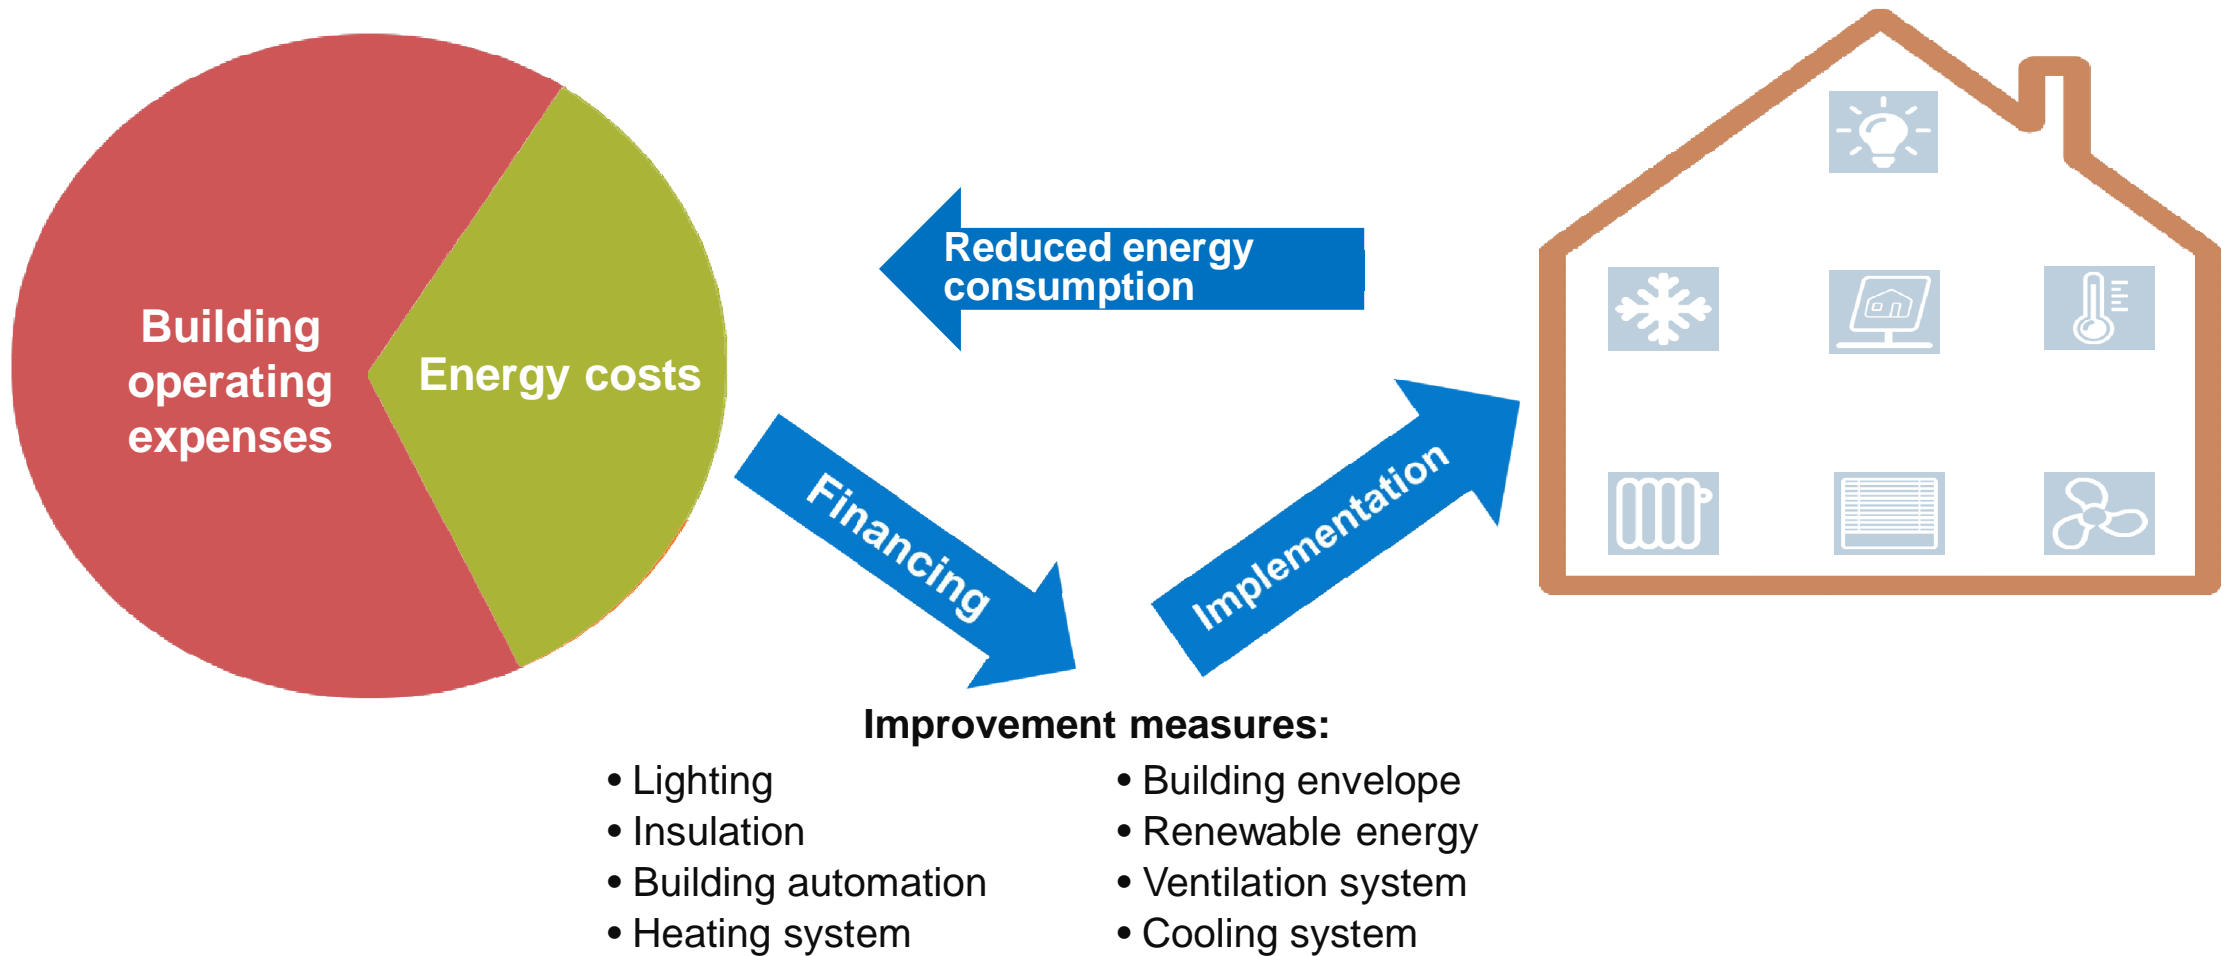 Building
operating
expenses
Energy costs
Reduced energy
consumption
Financing
Implementation
Improvement measures:
• Lighting
• Insulation
• Building automation
• Heating system
• Building envelope
• Renewable energy
• Ventilation system
• Cooling system